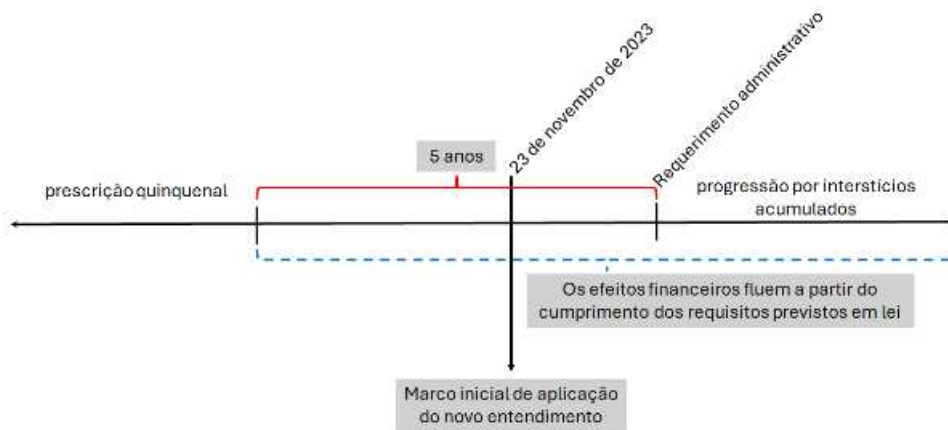 23 de novembro de 2023
Requerimento administrativo
5 anos
prescrição quinquenal
progressão por interstícios
acumulados
Os efeitos financeiros fluem a partir do
cumprimento dos requisitos previstos em lei
Marco inicial de aplicação
do novo entendimento